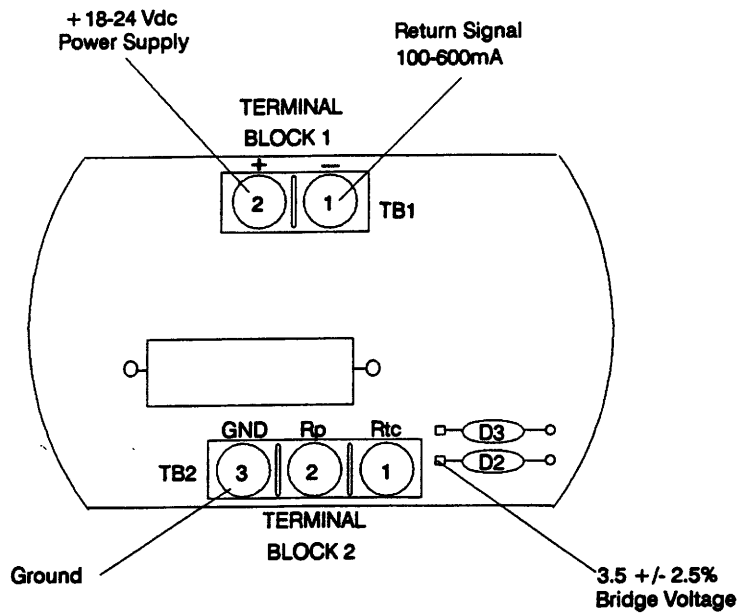 + 18-24 Vdc
Power Supply
Return Signal
100-600mA
TERMINAL
BLOCK 1
+ −
2 1 TB1
GND Rp Rtc
D3
TB2 3 2 1 D2
TERMINAL
BLOCK 2
Ground
3.5 +/- 2.5%
Bridge Voltage